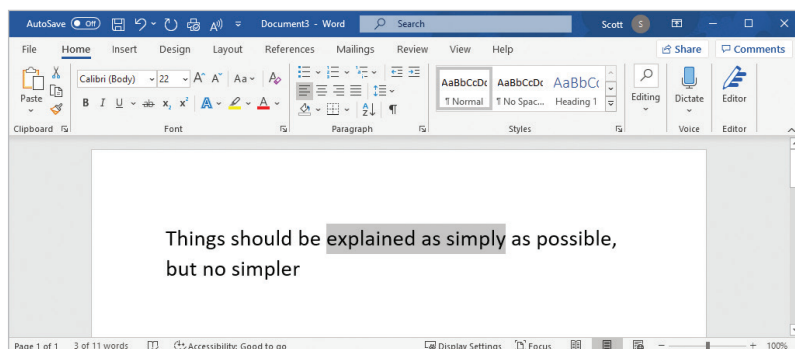 AutoSave Off Document3 - Word Search Scott S
File Home Insert Design Layout References Mailings Review View Help Share Comments
Calibri (Body) 22 A A Aa A AaBbCcDc AaBbCcDc AaBbCc
Paste B I U ab x, x² A A ¶ Normal ¶ No Spac... Heading 1 Editing Dictate Editor
Clipboard Font Paragraph Styles Voice Editor
Things should be explained as simply as possible,
but no simpler
Page 1 of 1 3 of 11 words Accessibility: Good to go Display Settings Focus 100%